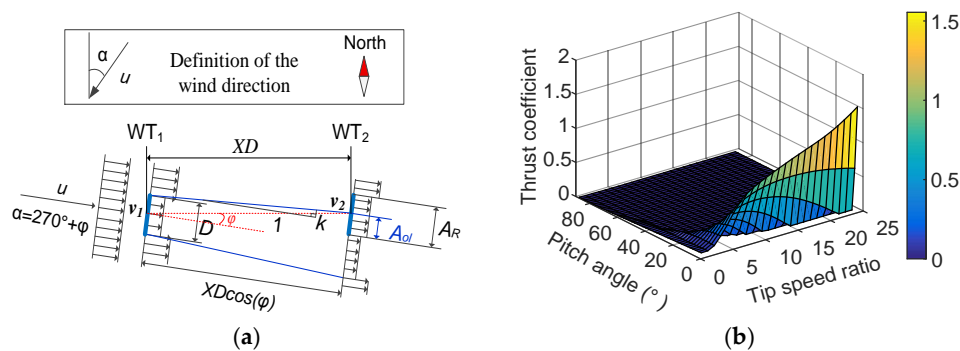 α
u
Definition of the
wind direction
North
WT1
WT2
XD
u
α=270°+φ
v1
D
φ
1
k
v2
Aol
AR
XDcos(φ)
(a)
Thrust coefficient
2
1.5
1
0.5
0
80
60
40
20
0
Pitch angle (°)
0
5
10
15
20
25
Tip speed ratio
1.5
1
0.5
0
(b)